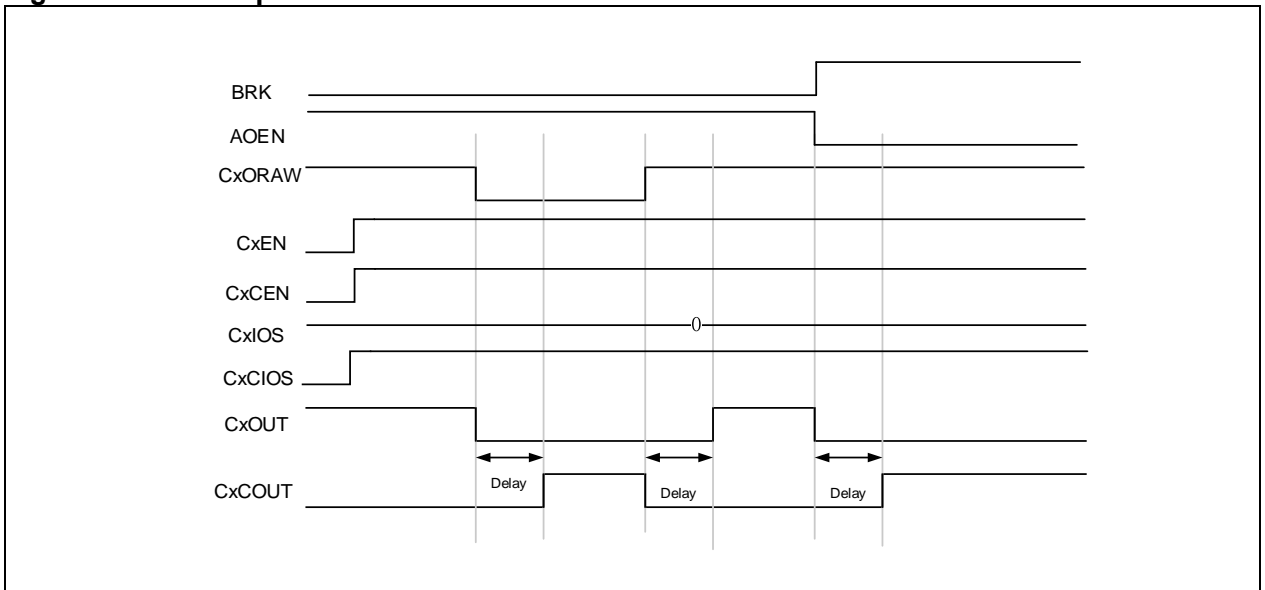 BRK
AOEN
CxORAW
CxEN
CxCEN
CxIOS
0
CxCIOS
CxOUT
CxCOUT
Delay
Delay
Delay